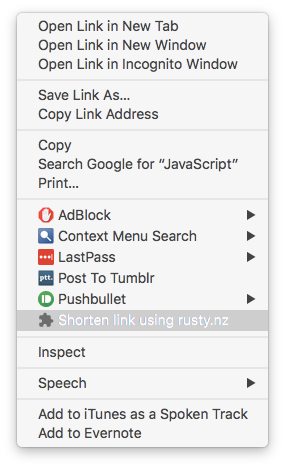 Open Link in New Tab
Open Link in New Window
Open Link in Incognito Window
Save Link As...
Copy Link Address
Copy
Search Google for “JavaScript”
Print...
AdBlock
Context Menu Search
LastPass
ptt. Post To Tumblr
Pushbullet
Shorten link using rusty.nz
Inspect
Speech
Add to iTunes as a Spoken Track
Add to Evernote